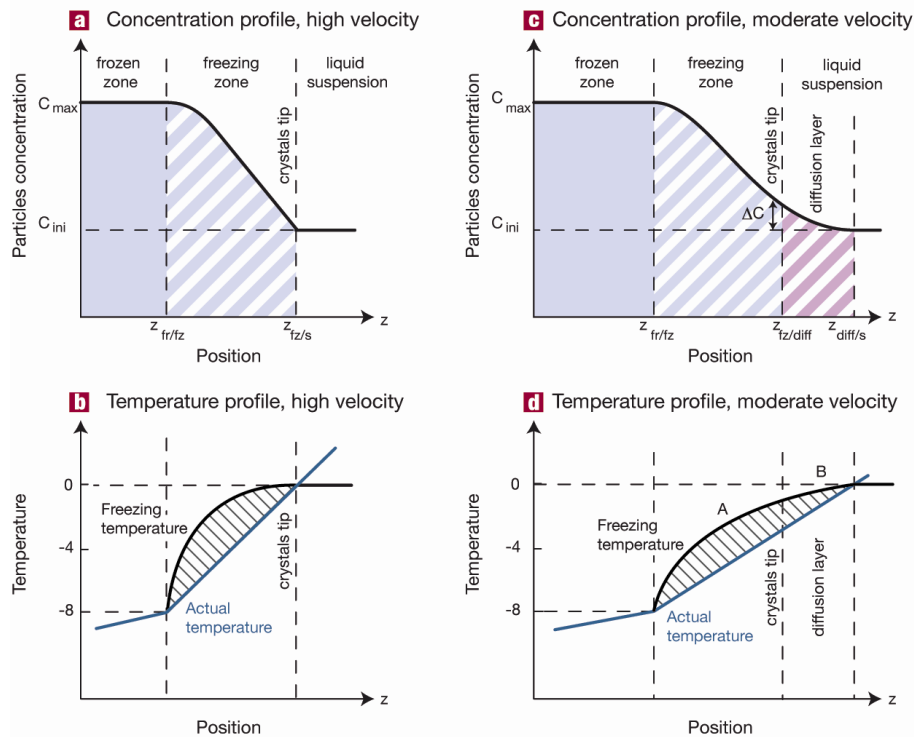 a Concentration profile, high velocity
frozen
zone
freezing
zone
liquid
suspension
crystals tip
Particles concentration
C max
C ini
z fr/fz
z fz/s
z
Position
c Concentration profile, moderate velocity
frozen
zone
freezing
zone
liquid
suspension
crystals tip
diffusion layer
Particles concentration
C max
C ini
ΔC
z fr/fz
z fz/diff
z diff/s
z
Position
b Temperature profile, high velocity
Temperature
0
-4
-8
Freezing
temperature
Actual
temperature
crystals tip
z
Position
d Temperature profile, moderate velocity
Temperature
0
-4
-8
A
B
Freezing
temperature
Actual
temperature
crystals tip
diffusion layer
z
Position